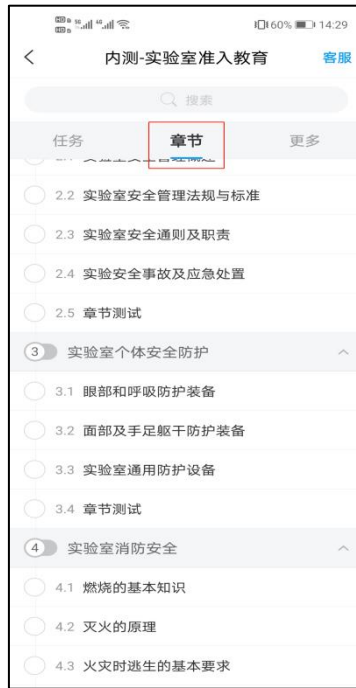 60% 14:29
内测-实验室准入教育 客服
搜索
任务 章节 更多
2.2 实验室安全管理法规与标准
2.3 实验室安全通则及职责
2.4 实验安全事故及应急处置
2.5 章节测试
3 实验室个体安全防护
3.1 眼部和呼吸防护装备
3.2 面部及手足躯干防护装备
3.3 实验室通用防护设备
3.4 章节测试
4 实验室消防安全
4.1 燃烧的基本知识
4.2 灭火的原理
4.3 火灾时逃生的基本要求